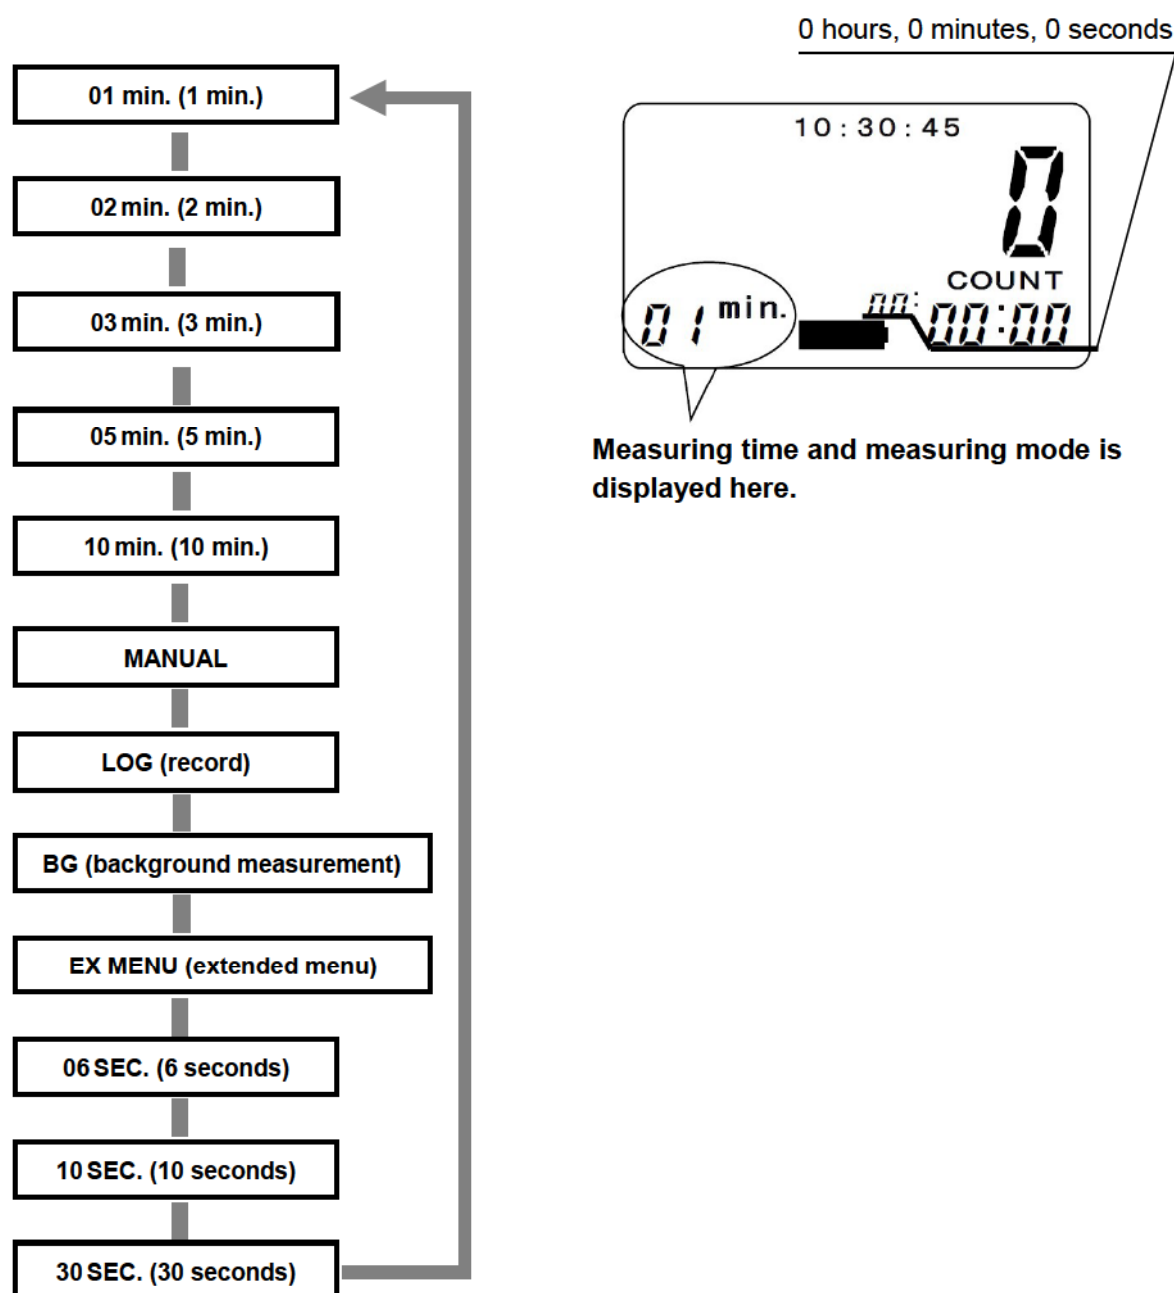 0 hours, 0 minutes, 0 seconds
01 min. (1 min.)
02 min. (2 min.)
03 min. (3 min.)
05 min. (5 min.)
10 min. (10 min.)
MANUAL
LOG (record)
BG (background measurement)
EX MENU (extended menu)
06 SEC. (6 seconds)
10 SEC. (10 seconds)
30 SEC. (30 seconds)
10:30:45
0
COUNT
01 min.
00:00:00
Measuring time and measuring mode is
displayed here.